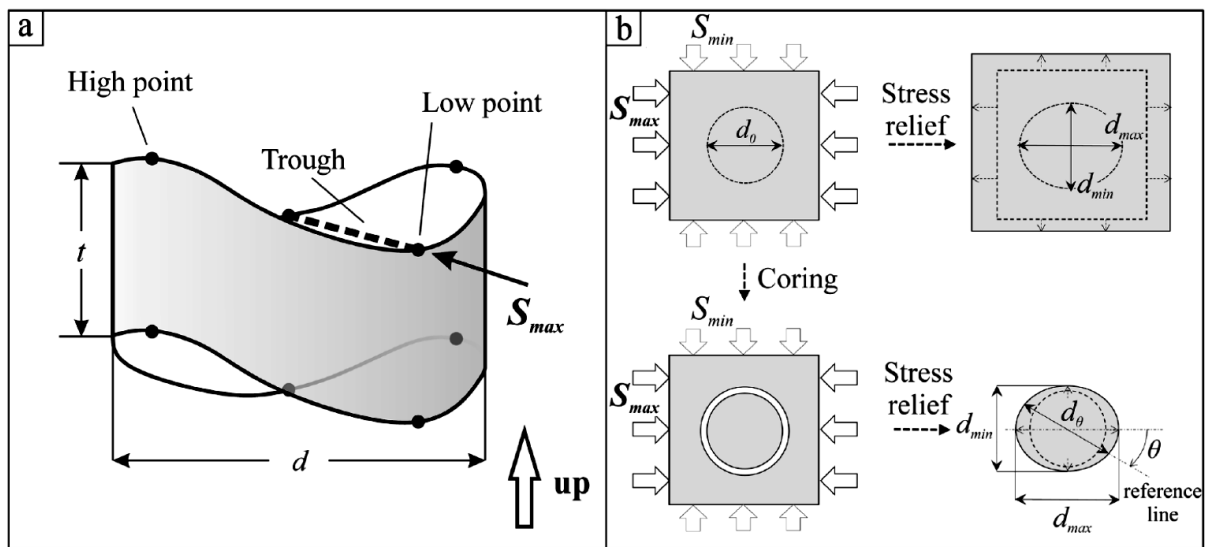 a
High point
Low point
Trough
t
S_max
d
up
b
S_min
S_max
d_0
Stress
relief
d_max
d_min
Coring
S_min
S_max
Stress
relief
d_min
d_θ
θ
reference
line
d_max